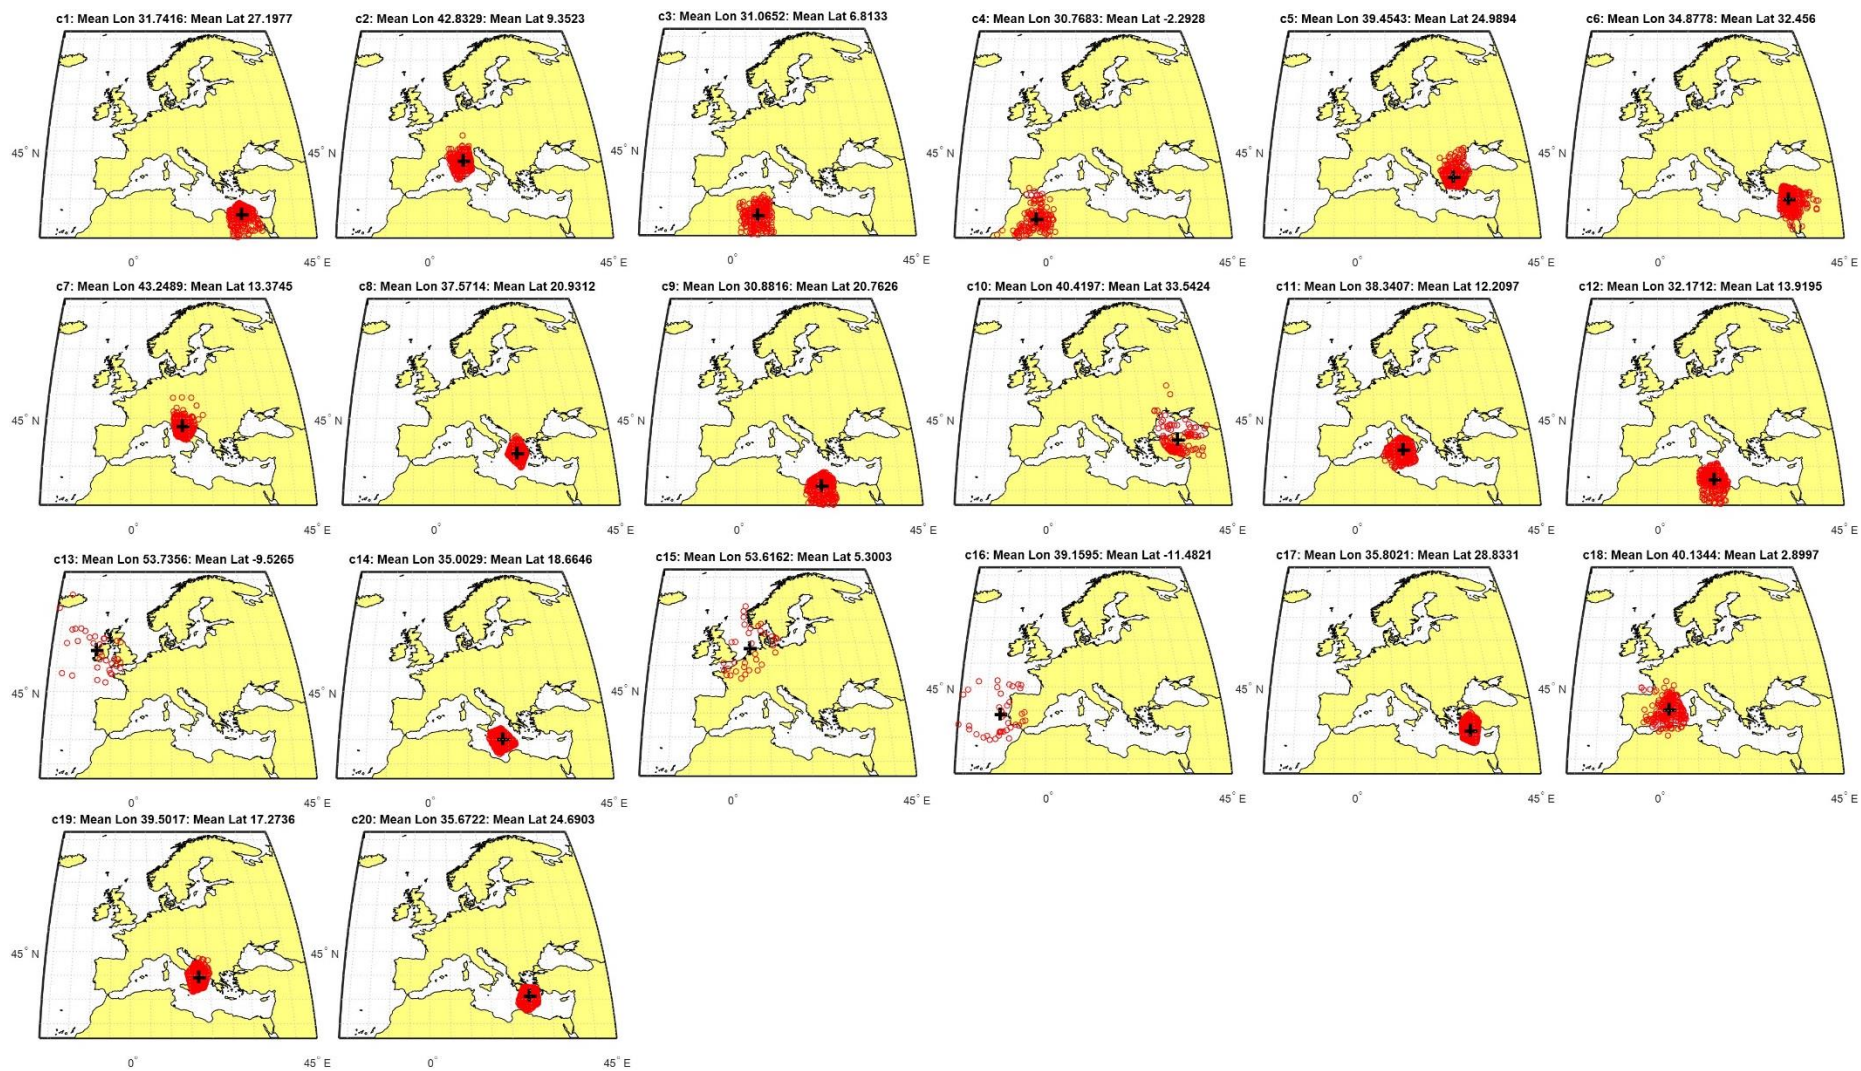 c1: Mean Lon 31.7416: Mean Lat 27.1977
c2: Mean Lon 42.8329: Mean Lat 9.3523
c3: Mean Lon 31.0652: Mean Lat 6.8133
c4: Mean Lon 30.7683: Mean Lat -2.2928
c5: Mean Lon 39.4543: Mean Lat 24.9894
c6: Mean Lon 34.8778: Mean Lat 32.456
45° N
45° N
45° N
45° N
45° N
45° N
0°
45° E
0°
45° E
0°
45° E
0°
45° E
0°
45° E
0°
45° E
c7: Mean Lon 43.2489: Mean Lat 13.3745
c8: Mean Lon 37.5714: Mean Lat 20.9312
c9: Mean Lon 30.8816: Mean Lat 20.7626
c10: Mean Lon 40.4197: Mean Lat 33.5424
c11: Mean Lon 38.3407: Mean Lat 12.2097
c12: Mean Lon 32.1712: Mean Lat 13.9195
45° N
45° N
45° N
45° N
45° N
45° N
0°
45° E
0°
45° E
0°
45° E
0°
45° E
0°
45° E
0°
45° E
c13: Mean Lon 53.7356: Mean Lat -9.5265
c14: Mean Lon 35.0029: Mean Lat 18.6646
c15: Mean Lon 53.6162: Mean Lat 5.3003
c16: Mean Lon 39.1595: Mean Lat -11.4821
c17: Mean Lon 35.8021: Mean Lat 28.8331
c18: Mean Lon 40.1344: Mean Lat 2.8997
45° N
45° N
45° N
45° N
45° N
45° N
0°
45° E
0°
45° E
0°
45° E
0°
45° E
0°
45° E
0°
45° E
c19: Mean Lon 39.5017: Mean Lat 17.2736
c20: Mean Lon 35.6722: Mean Lat 24.6903
45° N
45° N
0°
45° E
0°
45° E